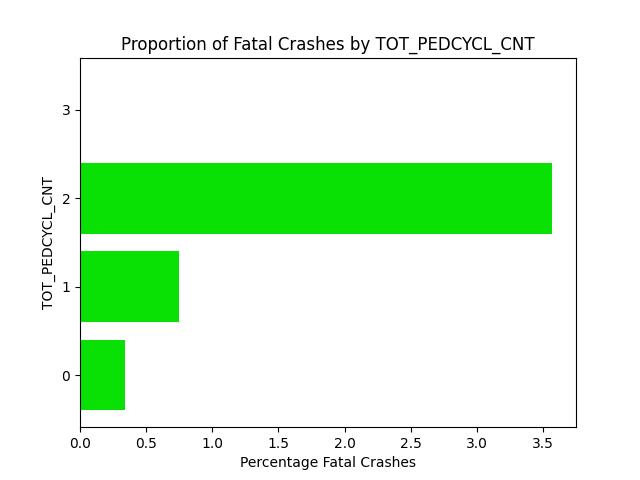 Proportion of Fatal Crashes by TOT_PEDCYCL_CNT
TOT_PEDCYCL_CNT
3
2
1
0
0.0 0.5 1.0 1.5 2.0 2.5 3.0 3.5
Percentage Fatal Crashes